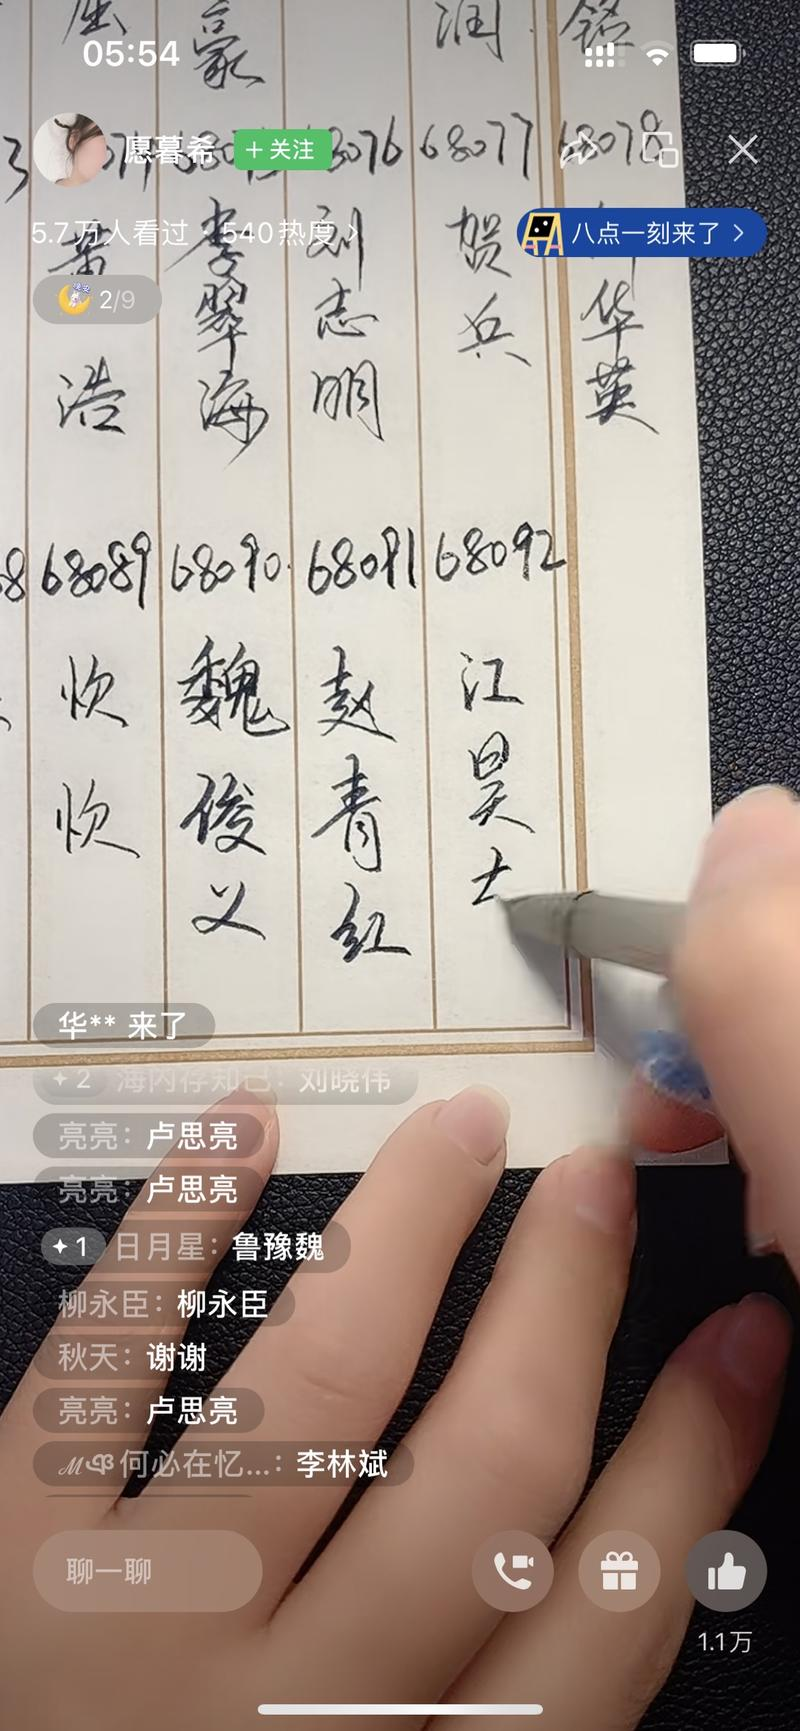 润
铭
05:54
愿暮希
+ 关注
68077
68078
5.7万人看过 · 540热度 >
八点一刻来了 >
2/9
浩
李翠海
刘志明
贺兵
华英
68089
68090
68091
68092
欢欢
魏俊义
赵青红
江昊士
华** 来了
2 海内存知己：刘晓伟
亮亮：卢思亮
亮亮：卢思亮
1 日月星：鲁豫魏
柳永臣：柳永臣
秋天：谢谢
亮亮：卢思亮
何必在忆...：李林斌
聊一聊
1.1万